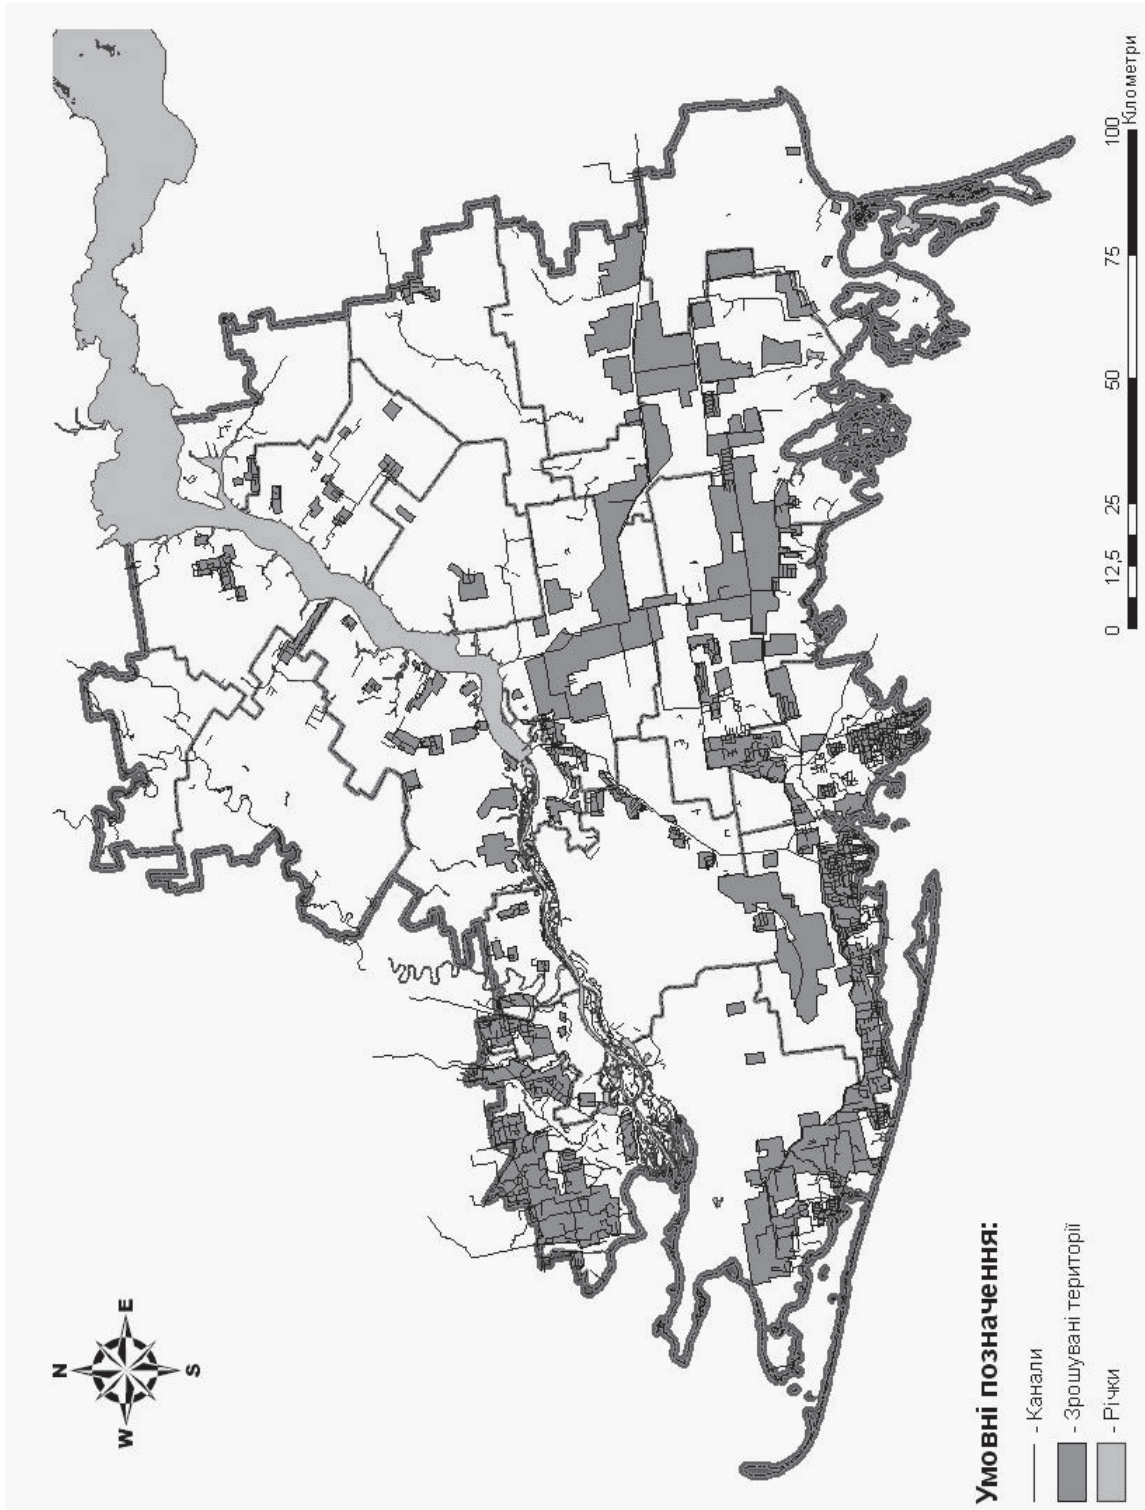 N
W
E
S
Умовні позначення:
- Канали
- Зрошувані території
- Річки
0 12,5 25 50 75 100
Кілометри